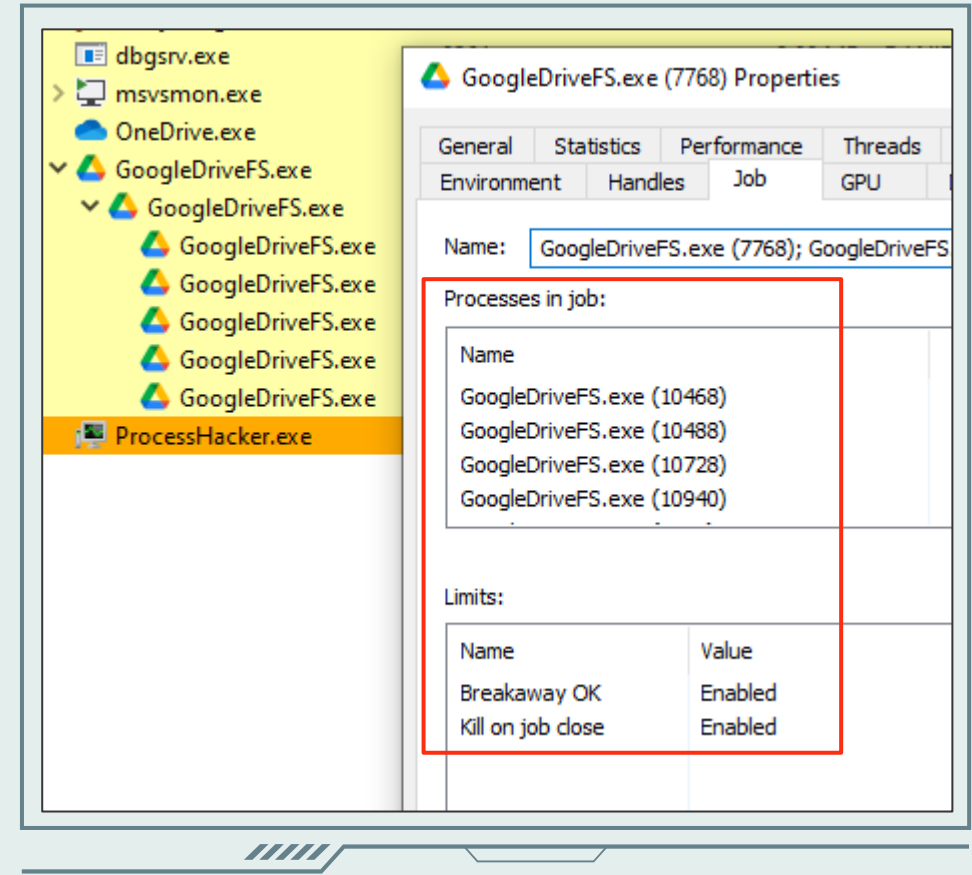 dbgsrv.exe
msvsmon.exe
OneDrive.exe
GoogleDriveFS.exe
GoogleDriveFS.exe
GoogleDriveFS.exe
GoogleDriveFS.exe
GoogleDriveFS.exe
GoogleDriveFS.exe
GoogleDriveFS.exe
ProcessHacker.exe
GoogleDriveFS.exe (7768) Properties
General Statistics Performance Threads
Environment Handles Job GPU
Name: GoogleDriveFS.exe (7768); GoogleDriveFS
Processes in job:
Name
GoogleDriveFS.exe (10468)
GoogleDriveFS.exe (10488)
GoogleDriveFS.exe (10728)
GoogleDriveFS.exe (10940)
Limits:
Name Value
Breakaway OK Enabled
Kill on job close Enabled